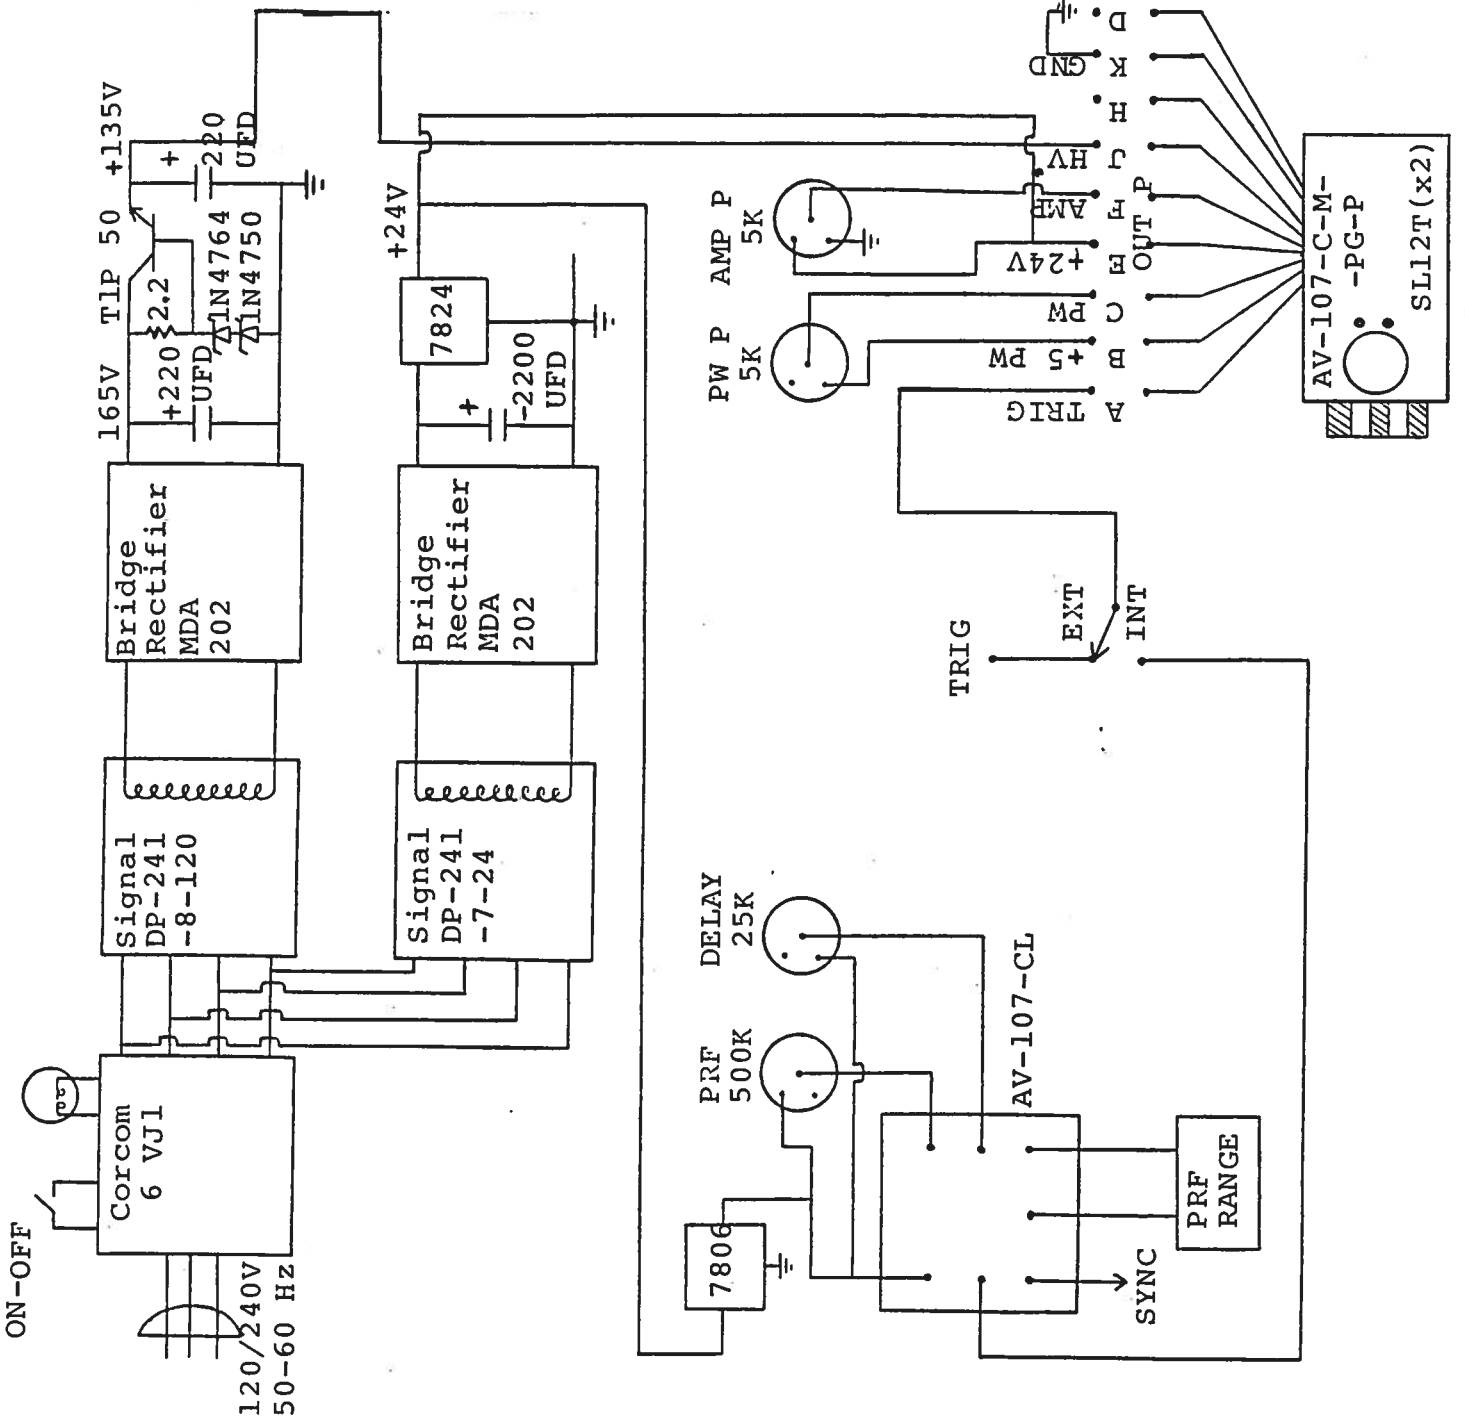 ON-OFF
120/240V
50-60 Hz
Corcom
6 VJ1
Signal
DP-241
-8-120
Signal
DP-241
-7-24
Bridge
Rectifier
MDA
202
Bridge
Rectifier
MDA
202
165V
+220
UFD
T1P 50
2.2
1N4764
1N4750
+135V
+
220
UFD
+
-2200
UFD
7824
+24V
7806
PRF
500K
DELAY
25K
AV-107-CL
PRF
RANGE
SYNC
TRIG
EXT
INT
PW P
5K
AMP P
5K
TRIG
+5 PW
PW
+24V
AMP
HV
GND
A
B
C
E
F
J
H
K
D
OUT P
AV-107-C-M-
-PG-P
SL12T(x2)